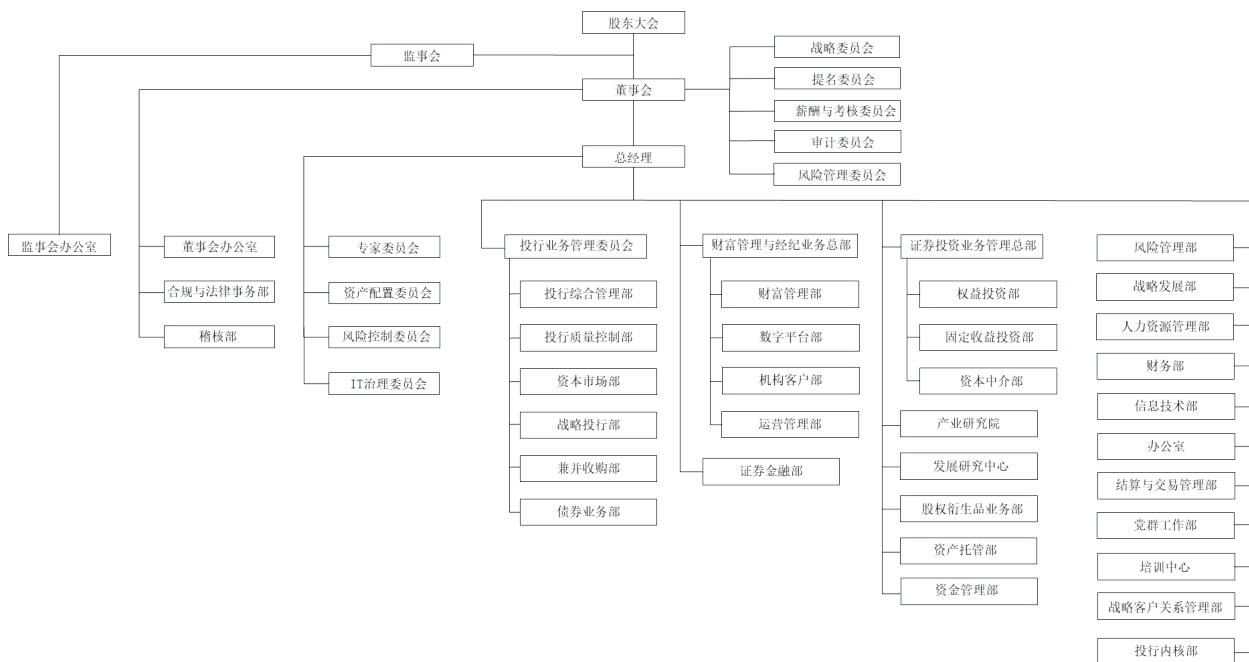 股东大会
监事会
战略委员会
提名委员会
董事会
薪酬与考核委员会
审计委员会
总经理
风险管理委员会
监事会办公室
董事会办公室
合规与法律事务部
稽核部
专家委员会
资产配置委员会
风险控制委员会
IT治理委员会
投行业务管理委员会
投行综合管理部
投行质量控制部
资本市场部
战略投行部
兼并收购部
债券业务部
财富管理与经纪业务总部
财富管理部
数字平台部
机构客户部
运营管理部
证券金融部
证券投资业务管理总部
权益投资部
固定收益投资部
资本中介部
产业研究院
发展研究中心
股权衍生品业务部
资产托管部
资金管理部
风险管理部
战略发展部
人力资源管理部
财务部
信息技术部
办公室
结算与交易管理部
党群工作部
培训中心
战略客户关系管理部
投行内核部